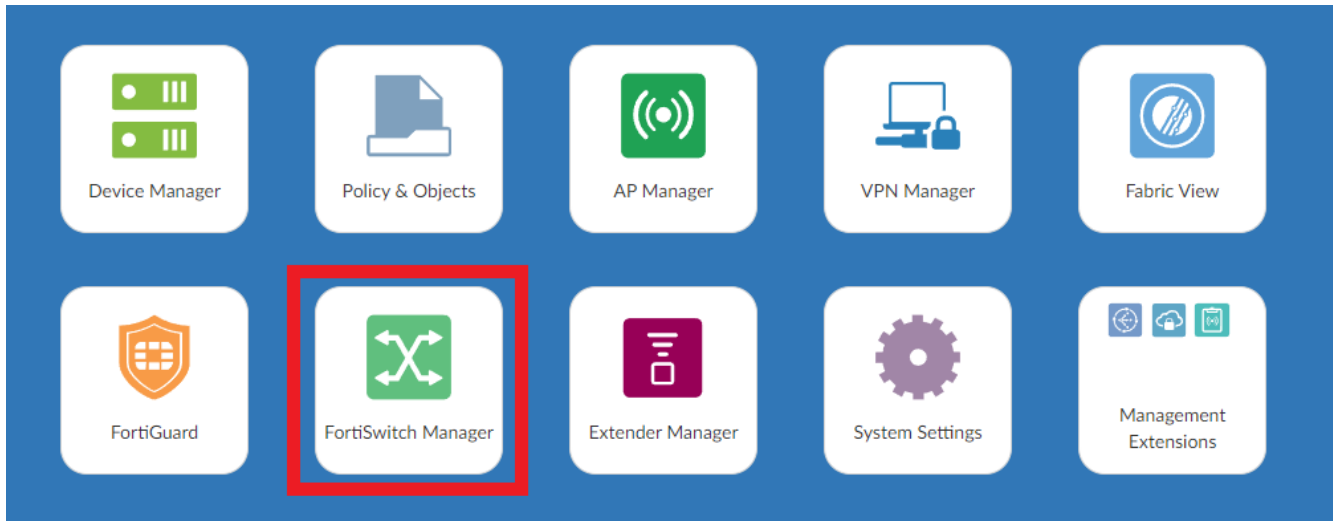 Device Manager
Policy & Objects
AP Manager
VPN Manager
Fabric View
FortiGuard
FortiSwitch Manager
Extender Manager
System Settings
Management
Extensions